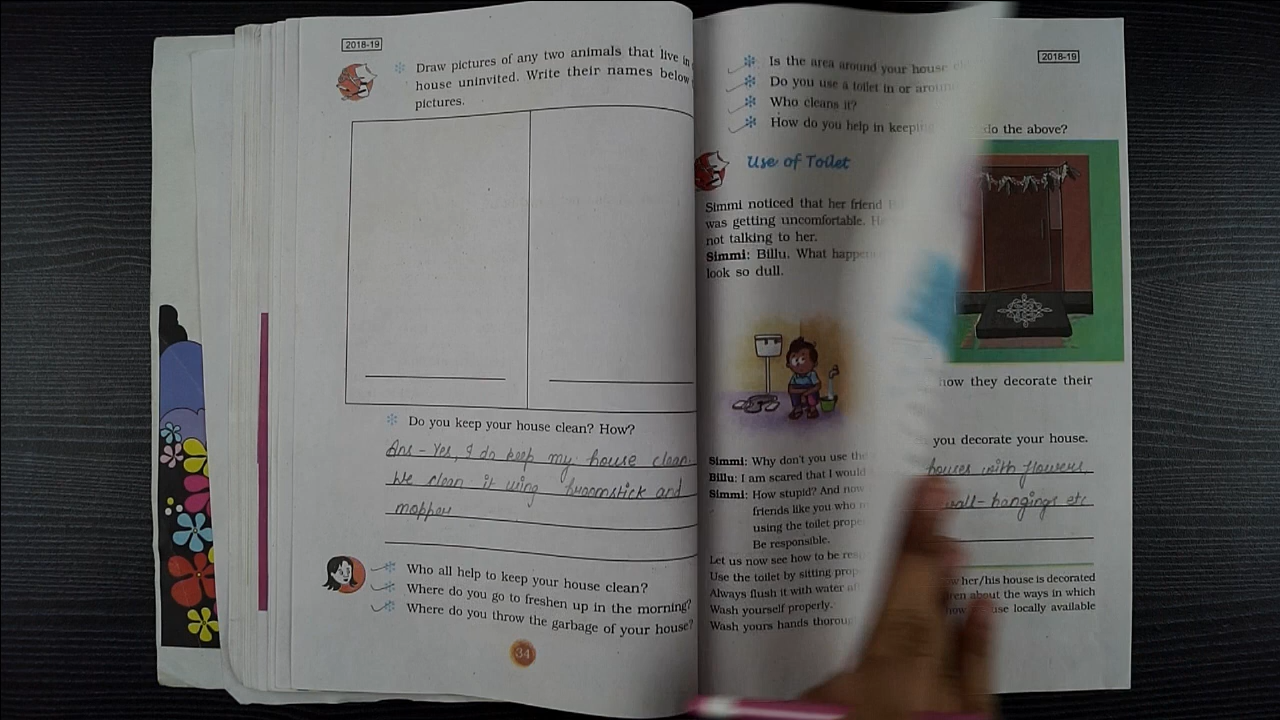 2018-19
Draw pictures of any two animals that live in
house uninvited. Write their names below
pictures.
Do you keep your house clean? How?
Ans - Yes, I do keep my house clean.
We clean it using broomstick and
mopper
Who all help to keep your house clean?
Where do you go to freshen up in the morning?
Where do you throw the garbage of your house?
34
Is the area around your house
Do you use a toilet in or
Who cleans it?
How do you help in
Use of Toilet
Simmi noticed that her friend
was getting uncomfortable.
not talking to her.
Simmi: Billu. What
look so dull.
Simmi: Why don't you use the
Billu: I am scared that I would
Simmi: How stupid? And now
friends like you who
using the toilet
Be responsible.
Let us now see how to be
Use the toilet by sitting
Always flush it with water
Wash yourself properly.
Wash yours hands
2018-19
do the above?
how they decorate their
you decorate your house.
houses with flowers,
wall-hangings etc
her/his house is decorated
about the ways in which
use locally available